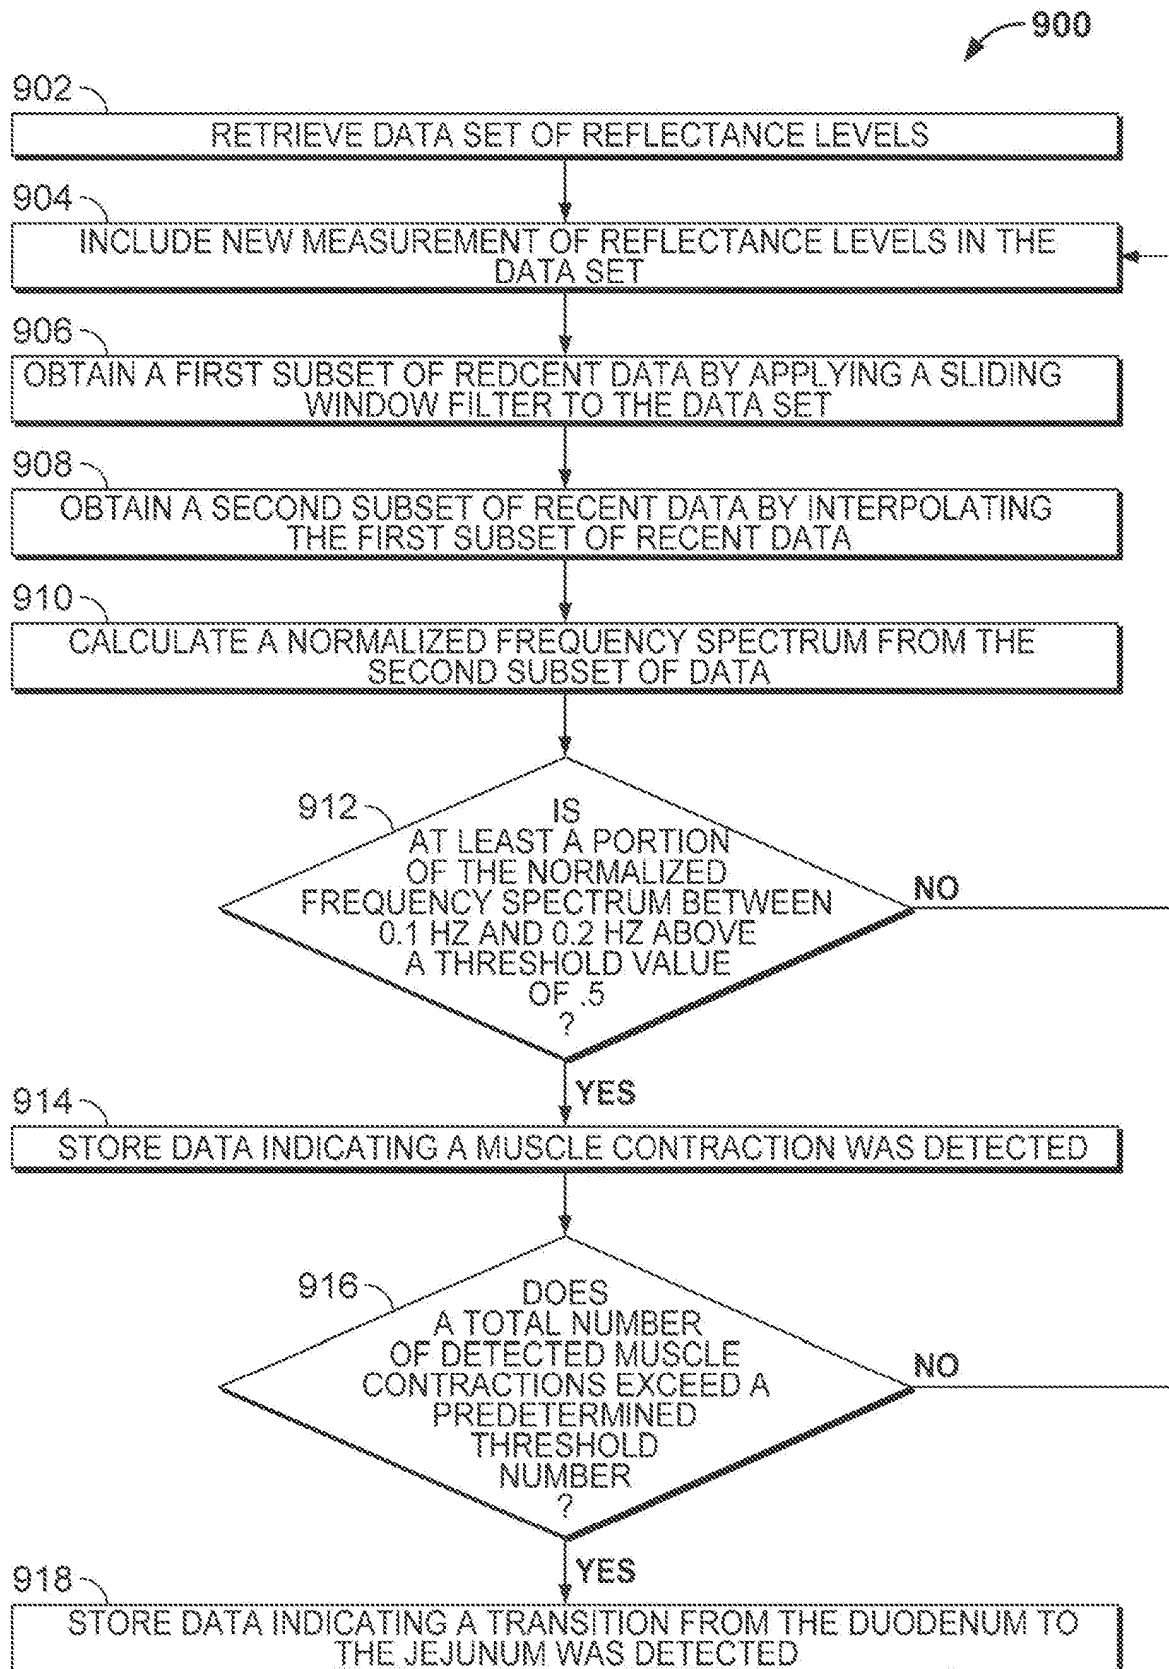 900
902
RETRIEVE DATA SET OF REFLECTANCE LEVELS
904
INCLUDE NEW MEASUREMENT OF REFLECTANCE LEVELS IN THE
DATA SET
906
OBTAIN A FIRST SUBSET OF REDCENT DATA BY APPLYING A SLIDING
WINDOW FILTER TO THE DATA SET
908
OBTAIN A SECOND SUBSET OF RECENT DATA BY INTERPOLATING
THE FIRST SUBSET OF RECENT DATA
910
CALCULATE A NORMALIZED FREQUENCY SPECTRUM FROM THE
SECOND SUBSET OF DATA
912
IS
AT LEAST A PORTION
OF THE NORMALIZED
FREQUENCY SPECTRUM BETWEEN
0.1 HZ AND 0.2 HZ ABOVE
A THRESHOLD VALUE
OF .5
?
NO
YES
914
STORE DATA INDICATING A MUSCLE CONTRACTION WAS DETECTED
916
DOES
A TOTAL NUMBER
OF DETECTED MUSCLE
CONTRACTIONS EXCEED A
PREDETERMINED
THRESHOLD
NUMBER
?
NO
YES
918
STORE DATA INDICATING A TRANSITION FROM THE DUODENUM TO
THE JEJUNUM WAS DETECTED